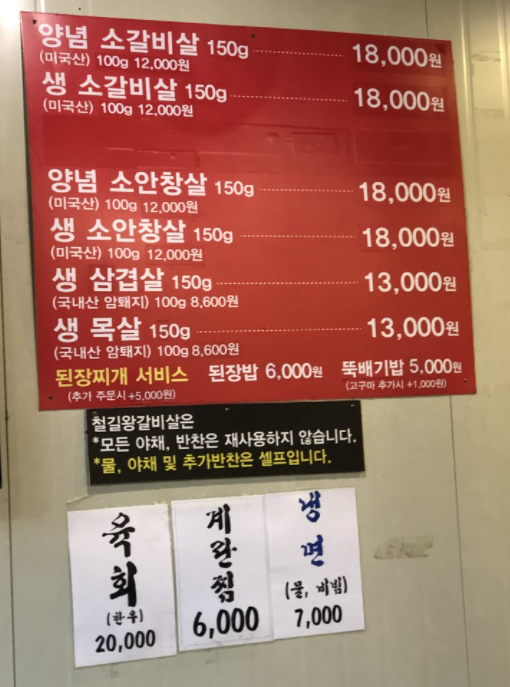 양념 소갈비살 150g 18,000원
(미국산) 100g 12,000원
생 소갈비살 150g 18,000원
(미국산) 100g 12,000원
양념 소안창살 150g 18,000원
(미국산) 100g 12,000원
생 소안창살 150g 18,000원
(미국산) 100g 12,000원
생 삼겹살 150g 13,000원
(국내산 암퇘지) 100g 8,600원
생 목살 150g 13,000원
(국내산 암퇘지) 100g 8,600원
된장찌개 서비스 된장밥 6,000원 뚝배기밥 5,000원
(추가 주문시 +5,000원) (고구마 추가시 +1,000원)
철길왕갈비살은
*모든 야채, 반찬은 재사용하지 않습니다.
*물, 야채 및 추가반찬은 셀프입니다.
육회
(한우)
20,000
계란찜
6,000
냉면
(물, 비빔)
7,000